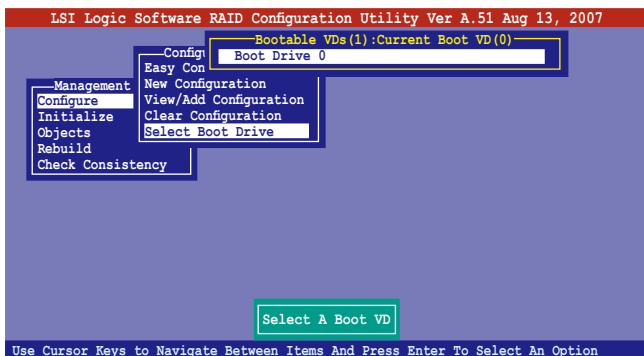 LSI Logic Software RAID Configuration Utility Ver A.51 Aug 13, 2007
Bootable VDs(1):Current Boot VD(0)
Boot Drive 0
Configu
Easy Con
New Configuration
View/Add Configuration
Clear Configuration
Select Boot Drive
Management
Configure
Initialize
Objects
Rebuild
Check Consistency
Select A Boot VD
Use Cursor Keys to Navigate Between Items And Press Enter To Select An Option